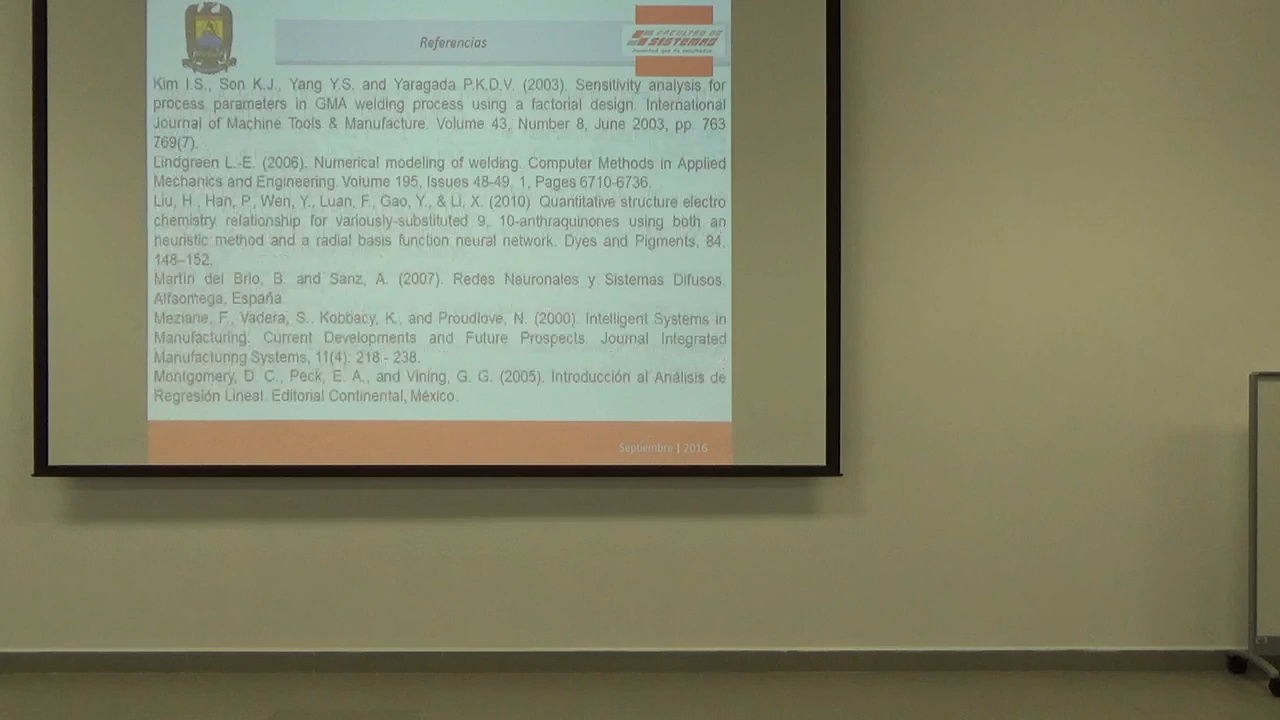 Referencias
FACULTAD DE
SISTEMAS
Kim I.S., Son K.J., Yang Y.S. and Yaragada P.K.D.V. (2003). Sensitivity analysis for
process parameters in GMA welding process using a factorial design. International
Journal of Machine Tools & Manufacture. Volume 43, Number 8, June 2003, pp. 763
769(7).
Lindgreen L.-E. (2006). Numerical modeling of welding. Computer Methods in Applied
Mechanics and Engineering. Volume 195, Issues 48-49, 1, Pages 6710-6736.
Liu, H., Han, P., Wen, Y., Luan, F., Gao, Y., & Li, X. (2010). Quantitative structure electro
chemistry relationship for variously-substituted 9, 10-anthraquinones using both an
heuristic method and a radial basis function neural network. Dyes and Pigments, 84,
148–152.
Martín del Brío, B. and Sanz, A. (2007). Redes Neuronales y Sistemas Difusos.
Alfaomega, España.
Meziane, F., Vadera, S., Kobbacy, K., and Proudlove, N. (2000). Intelligent Systems in
Manufacturing: Current Developments and Future Prospects. Journal Integrated
Manufacturing Systems, 11(4): 218 - 238.
Montgomery, D. C., Peck, E. A., and Vining, G. G. (2005). Introducción al Análisis de
Regresión Lineal. Editorial Continental, México.
Septiembre | 2016